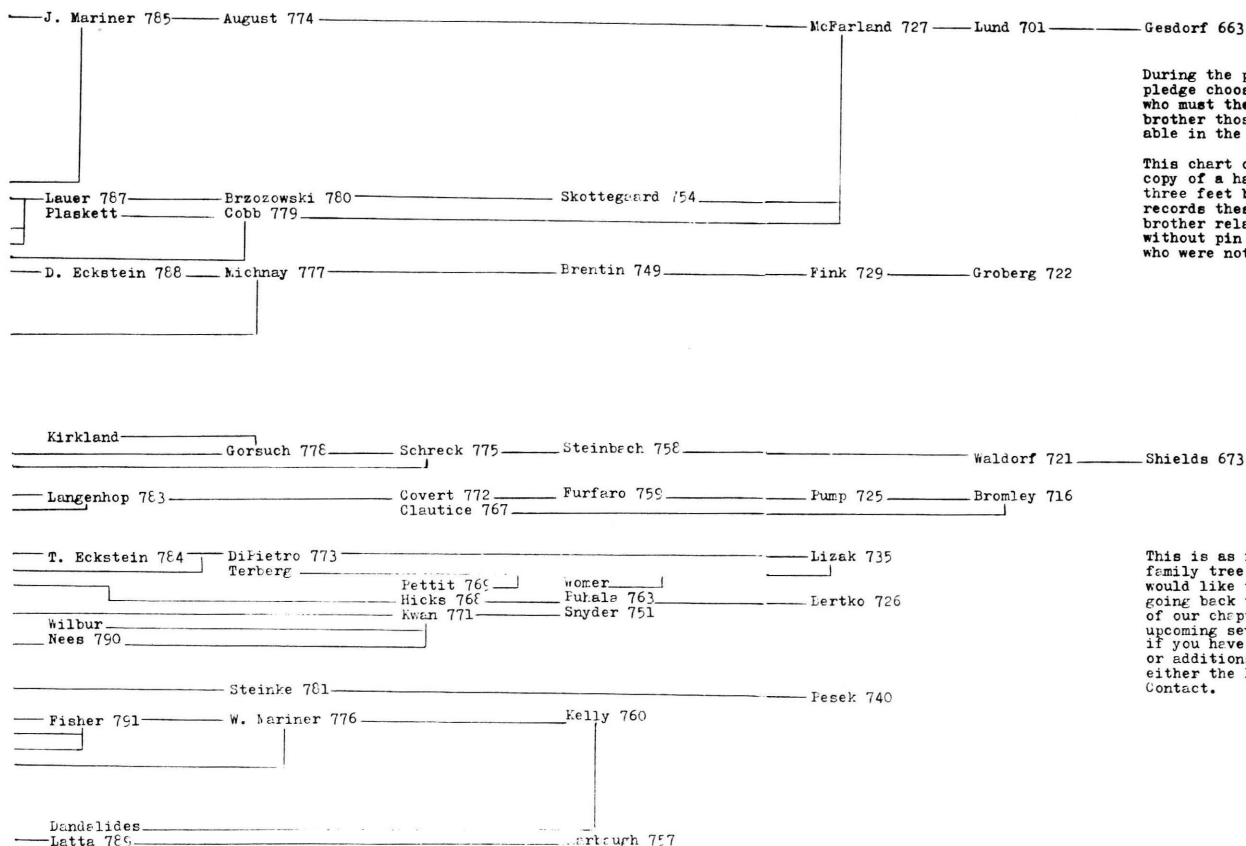 J. Mariner 785 August 774 McFarland 727 Lund 701 Gesdorf 663
During the p
pledge choos
who must the
brother thos
able in the
This chart c
copy of a ha
three feet b
records thes
brother rela
without pin
who were not
Lauer 787 Brzozowski 780 Skottegaard 754
Plaskett Cobb 779
D. Eckstein 788 Michnay 777 Brentin 749 Fink 729 Groberg 722
Kirkland
Gorsuch 778 Schreck 775 Steinbach 758 Waldorf 721 Shields 673
Langenhop 783 Covert 772 Furfaro 759 Pump 725 Bromley 716
Clautice 767
T. Eckstein 784 DiPietro 773 Lizak 735
Terberg
Pettit 769 Womer
Hicks 768 Puhala 763 Bertko 726
Kwan 771 Snyder 751
Wilbur
Nees 790
This is as
family tree
would like
going back
of our chap
upcoming se
if you have
or addition
either the
Contact.
Steinke 781 Pesek 740
Fisher 791 W. Mariner 776 Kelly 760
Dandalides
Latta 789 757